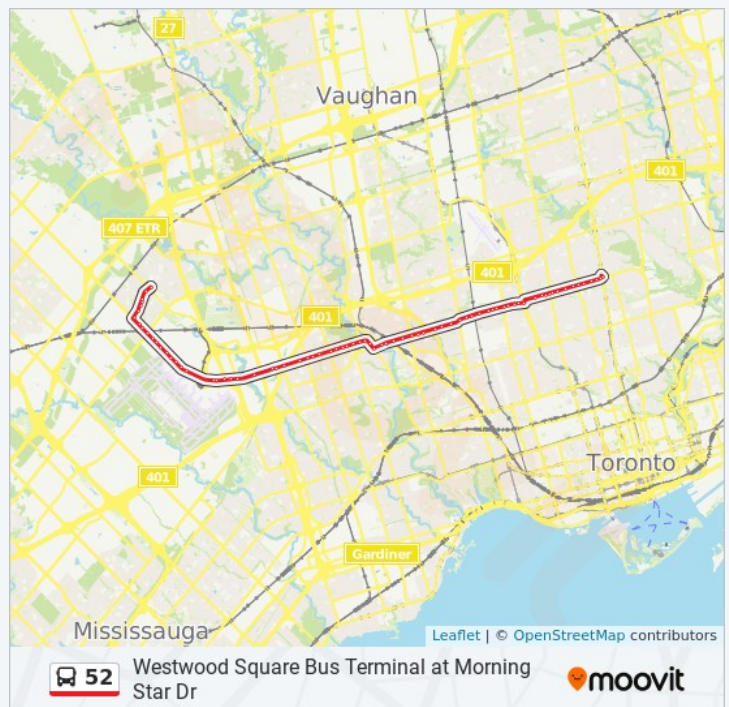 27
Vaughan
401
407 ETR
401
401
Toronto
401
Gardiner
Mississauga
Leaflet | © OpenStreetMap contributors
52
Westwood Square Bus Terminal at Morning
Star Dr
moovit